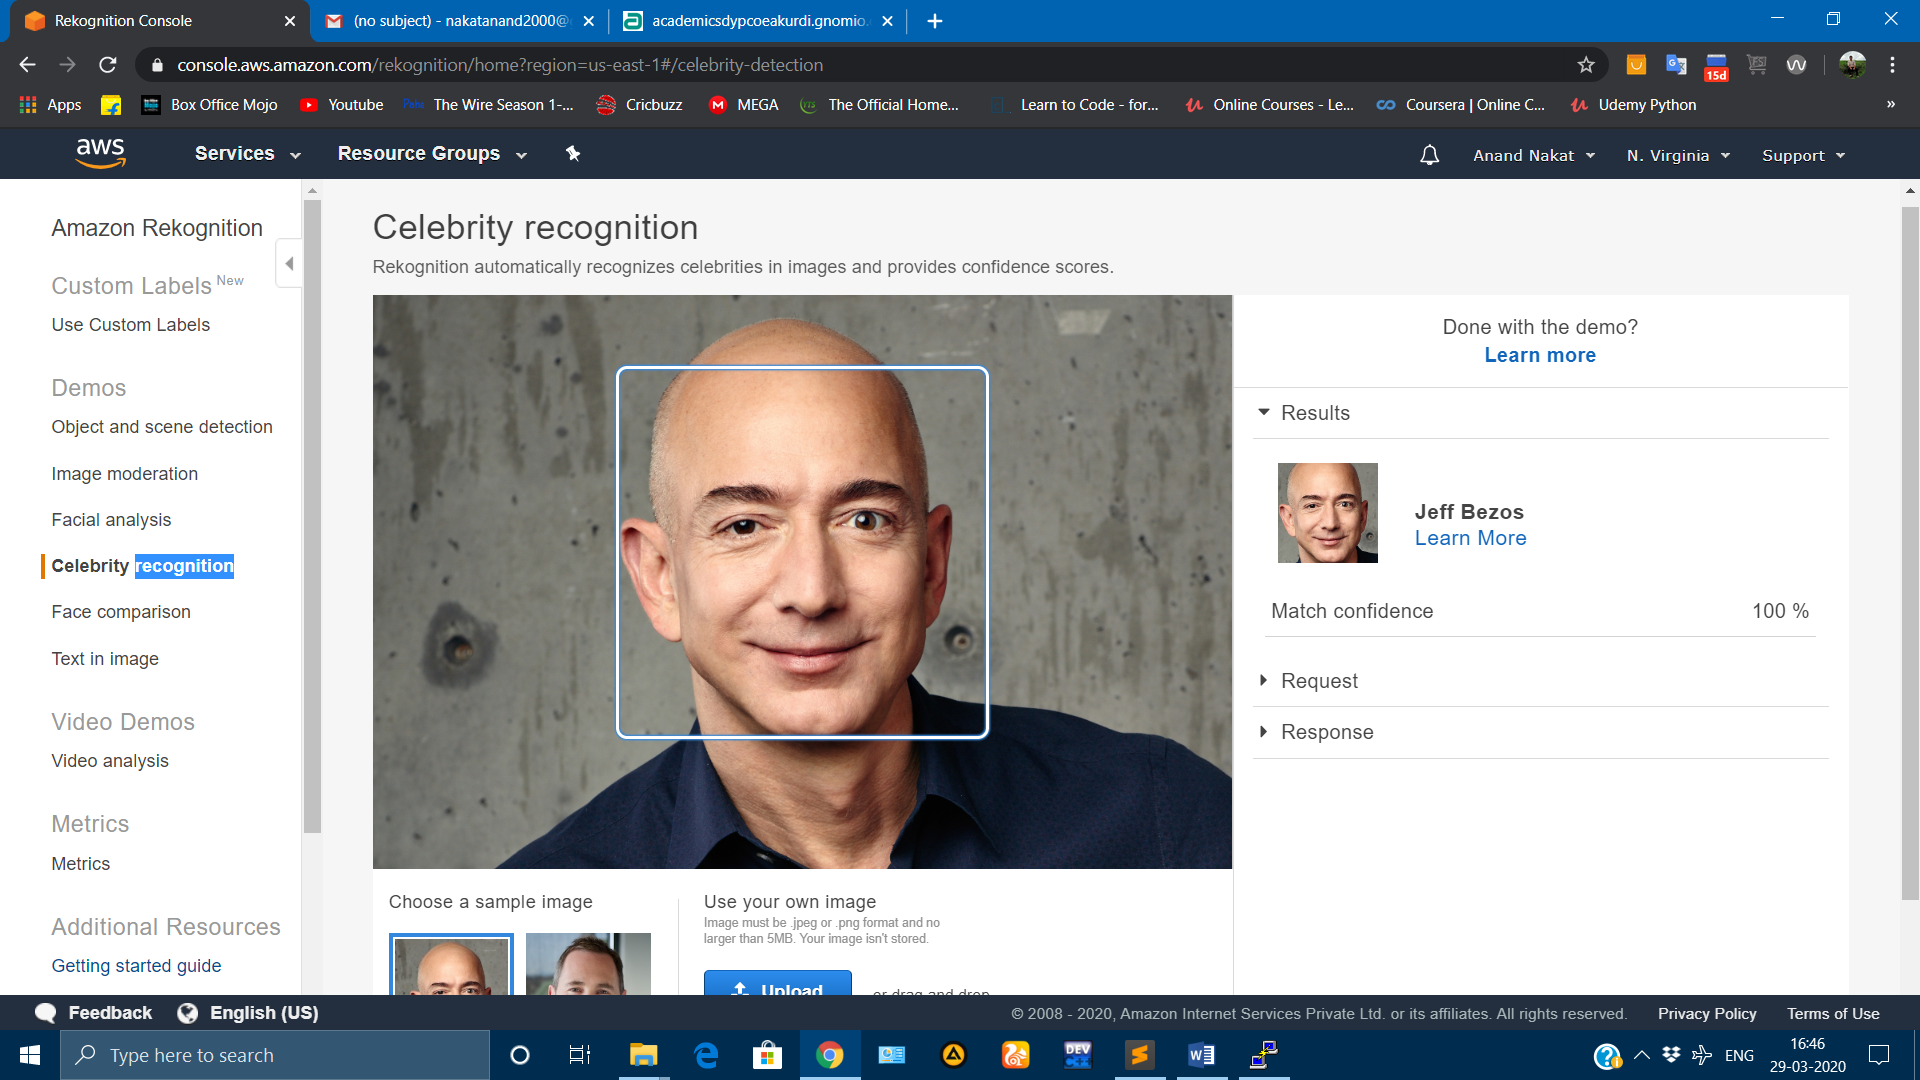 Rekognition Console
(no subject) - nakatanand2000@
academicsdypcoeakurdi.gnomio.
console.aws.amazon.com/rekognition/home?region=us-east-1#/celebrity-detection
15d
Apps
Box Office Mojo
Youtube
The Wire Season 1-...
Cricbuzz
MEGA
The Official Home...
Learn to Code - for...
Online Courses - Le...
Coursera | Online C...
Udemy Python
»
aws
Services
Resource Groups
Anand Nakat
N. Virginia
Support
Amazon Rekognition
Custom Labels New
Use Custom Labels
Demos
Object and scene detection
Image moderation
Facial analysis
Celebrity recognition
Face comparison
Text in image
Video Demos
Video analysis
Metrics
Metrics
Additional Resources
Getting started guide
Celebrity recognition
Rekognition automatically recognizes celebrities in images and provides confidence scores.
Done with the demo?
Learn more
Results
Jeff Bezos
Learn More
Match confidence
100 %
Request
Response
Choose a sample image
Use your own image
Image must be .jpeg or .png format and no
larger than 5MB. Your image isn't stored.
Upload
or drag and drop
Feedback
English (US)
© 2008 - 2020, Amazon Internet Services Private Ltd. or its affiliates. All rights reserved.
Privacy Policy
Terms of Use
Type here to search
DEV
C++
ENG
16:46
29-03-2020